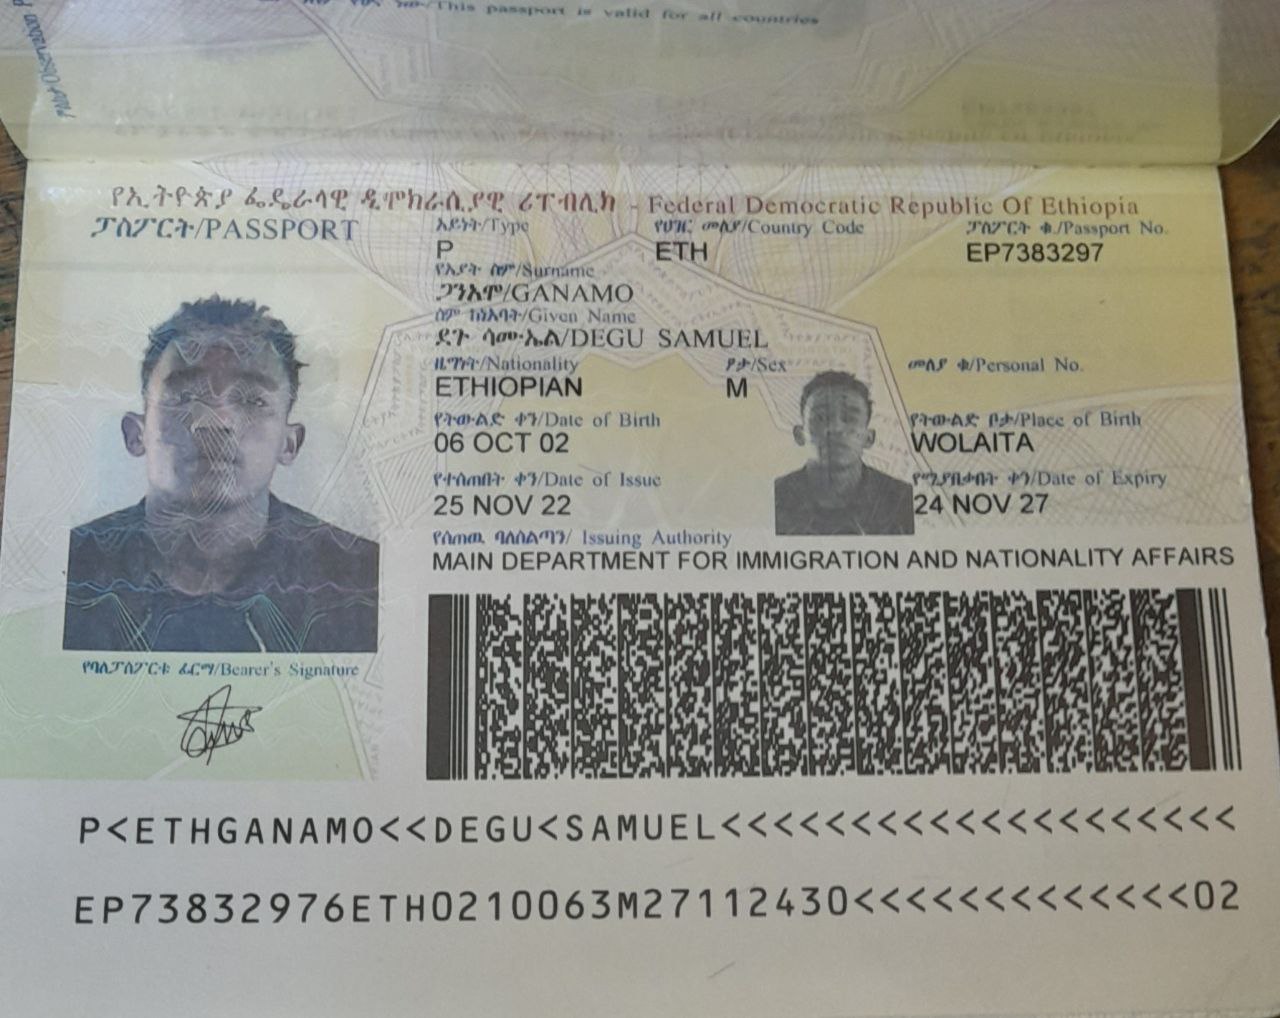 This passport is valid for all countries
የኢትዮጵያ ፌዴራላዊ ዲሞክራሲያዊ ሪፐብሊክ - Federal Democratic Republic Of Ethiopia
ፓስፖርት/PASSPORT
አይነት/Type
የሀገር መለያ/Country Code
ፓስፖርት ቁ./Passport No.
P
ETH
EP7383297
የአያት ስም/Surname
ጋንአሞ/GANAMO
ስም ከነአባት/Given Name
ደጉ ሳሙኤል/DEGU SAMUEL
ዜግነት/Nationality
ፆታ/Sex
መለያ ቁ/Personal No.
ETHIOPIAN
M
የትውልድ ቀን/Date of Birth
የትውልድ ቦታ/Place of Birth
06 OCT 02
WOLAITA
የተሰጠበት ቀን/Date of Issue
የሚያበቃበት ቀን/Date of Expiry
25 NOV 22
24 NOV 27
የሰጠዉ ባለስልጣን/ Issuing Authority
MAIN DEPARTMENT FOR IMMIGRATION AND NATIONALITY AFFAIRS
የባለፓስፖርቱ ፊርማ/Bearer's Signature
P<ETHGANAMO<<DEGU<SAMUEL<<<<<<<<<<<<<<<<<<<<
EP73832976ETH0210063M27112430<<<<<<<<<<<<<02